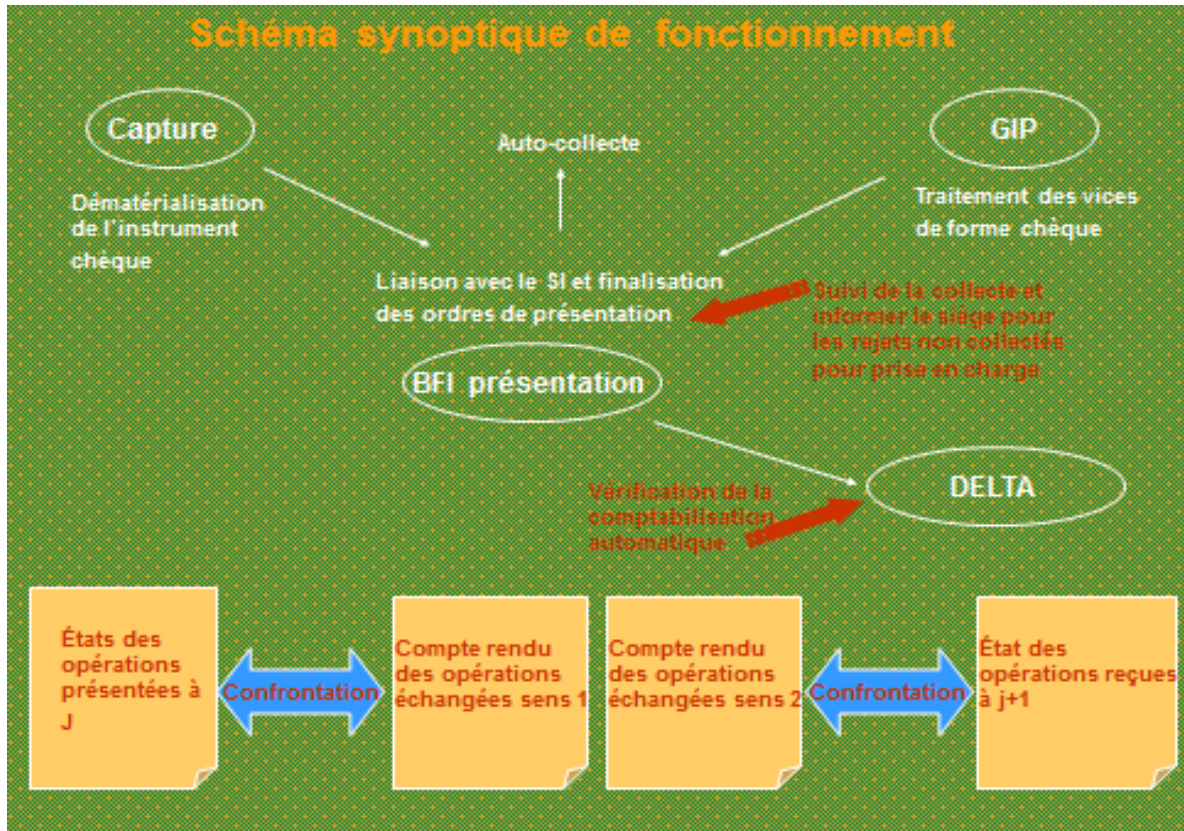 Schéma synoptique de fonctionnement
Capture
Auto-collecte
GIP
Dématérialisation
de l'instrument
chèque
Traitement des vices
de forme chèque
Liaison avec le SI et finalisation
des ordres de présentation
Suivi de la collecte et
informer le siège pour
les rejets non collectés
pour prise en charge
BFI présentation
DELTA
Vérification de la
comptabilisation
automatique
États des
opérations
présentées à
J
Confrontation
Compte rendu
des opérations
échangées sens 1
Compte rendu
des opérations
échangées sens 2
Confrontation
État des
opérations reçues
à j+1